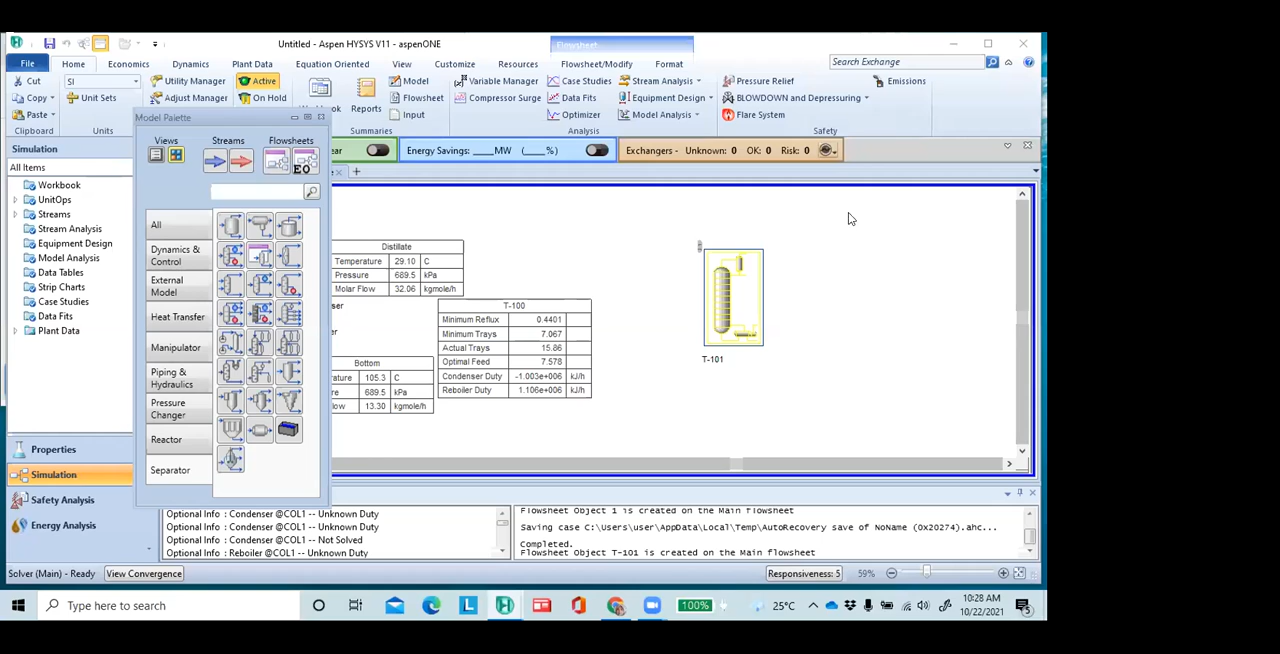 Untitled - Aspen HYSYS V11 - aspenONE
Flowsheet
File Home Economics Dynamics Plant Data Equation Oriented View Customize Resources Flowsheet/Modify Format Search Exchange
Cut SI Utility Manager Active Model Variable Manager Case Studies Stream Analysis Pressure Relief Emissions
Copy Unit Sets Adjust Manager On Hold Flowsheet Compressor Surge Data Fits Equipment Design BLOWDOWN and Depressuring
Paste Reports Input Optimizer Model Analysis Flare System
Clipboard Units Summaries Analysis Safety
Model Palette
Simulation
Energy Savings: ____MW (____%) Exchangers - Unknown: 0 OK: 0 Risk: 0
Views Streams Flowsheets
EO
All Items
Workbook
UnitOps
Streams
Stream Analysis
Equipment Design
Model Analysis
Data Tables
Strip Charts
Case Studies
Data Fits
Plant Data
Properties
Simulation
Safety Analysis
Energy Analysis
All
Dynamics &
Control
External
Model
Heat Transfer
Manipulator
Piping &
Hydraulics
Pressure
Changer
Reactor
Separator
Distillate
Temperature 29.10 C
Pressure 689.5 kPa
Molar Flow 32.06 kgmole/h
T-100
Minimum Reflux 0.4401
Minimum Trays 7.067
Actual Trays 15.86
Optimal Feed 7.578
Condenser Duty -1.003e+006 kJ/h
Reboiler Duty 1.106e+006 kJ/h
Bottom
105.3 C
689.5 kPa
13.30 kgmole/h
T-101
Optional Info : Condenser @COL1 -- Unknown Duty
Optional Info : Condenser @COL1 -- Unknown Duty
Optional Info : Condenser @COL1 -- Not Solved
Optional Info : Reboiler @COL1 -- Unknown Duty
Flowsheet Object 1 is created on the Main flowsheet
Saving case C:\Users\user\AppData\Local\Temp\AutoRecovery save of NoName (0x20274).ahc...
Completed.
Flowsheet Object T-101 is created on the Main flowsheet
Solver (Main) - Ready View Convergence Responsiveness: 5 59%
Type here to search 100% 25°C 10:28 AM
10/22/2021